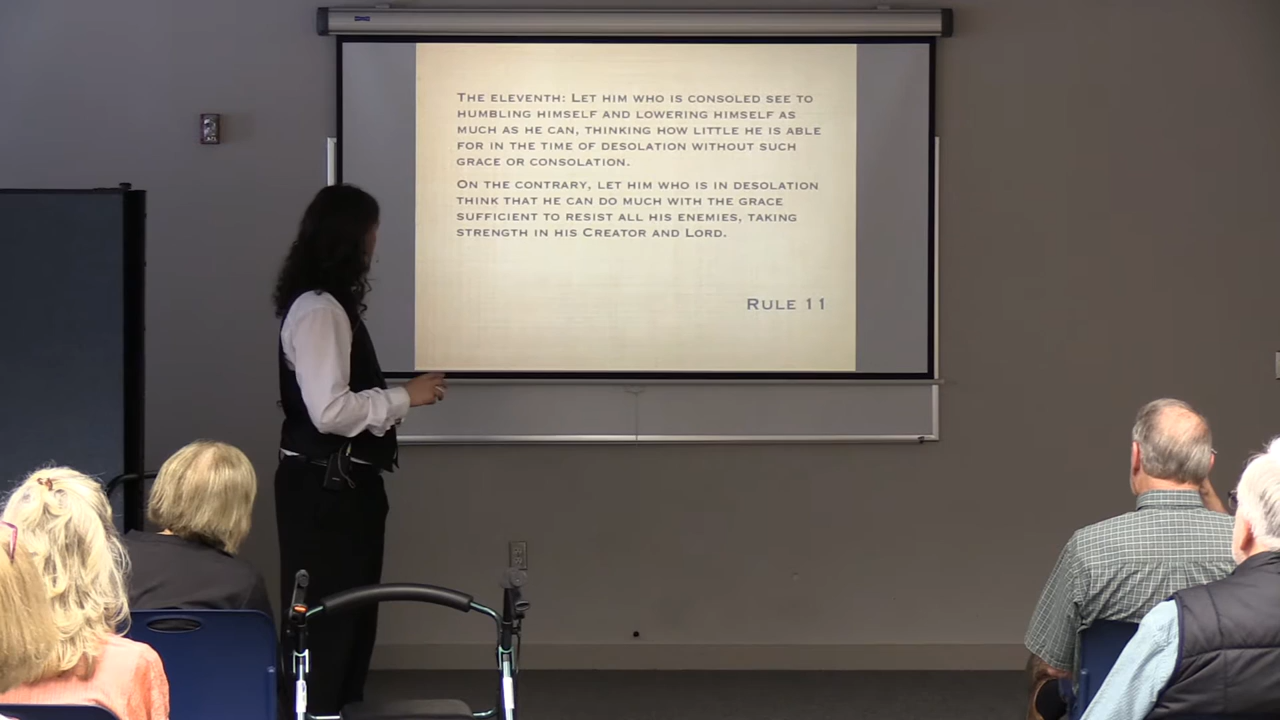 The eleventh: Let him who is consoled see to
humbling himself and lowering himself as
much as he can, thinking how little he is able
for in the time of desolation without such
grace or consolation.
On the contrary, let him who is in desolation
think that he can do much with the grace
sufficient to resist all his enemies, taking
strength in his Creator and Lord.
Rule 11